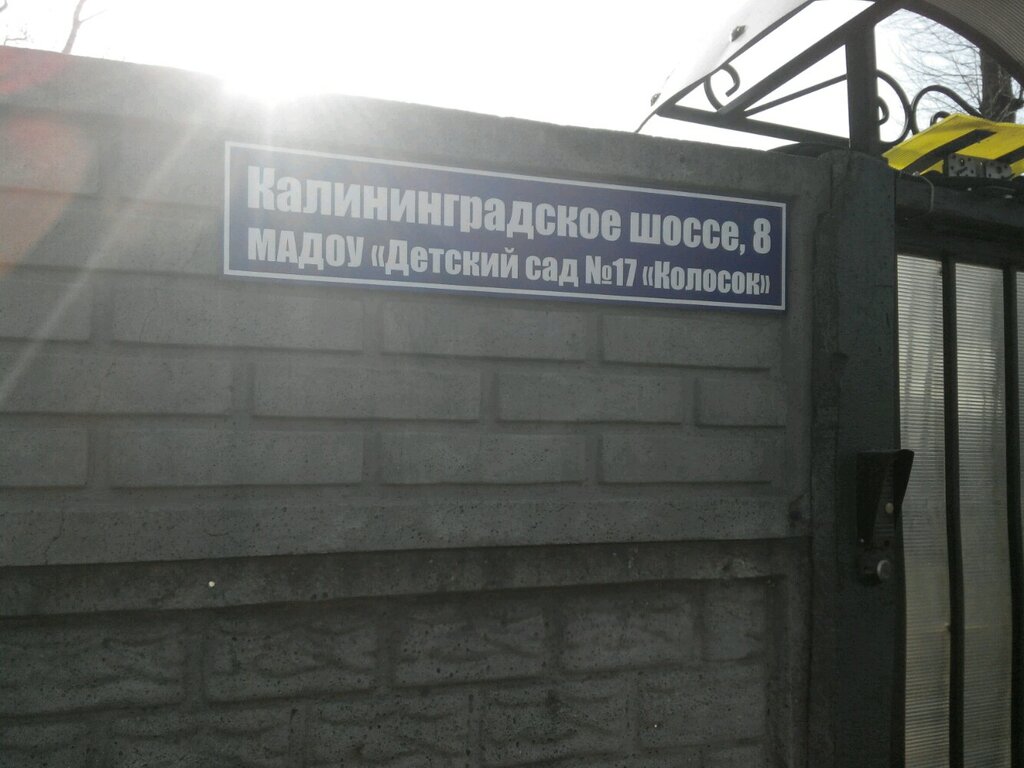 Калининградское шоссе, 8
МАДОУ «Детский сад №17 «Колосок»